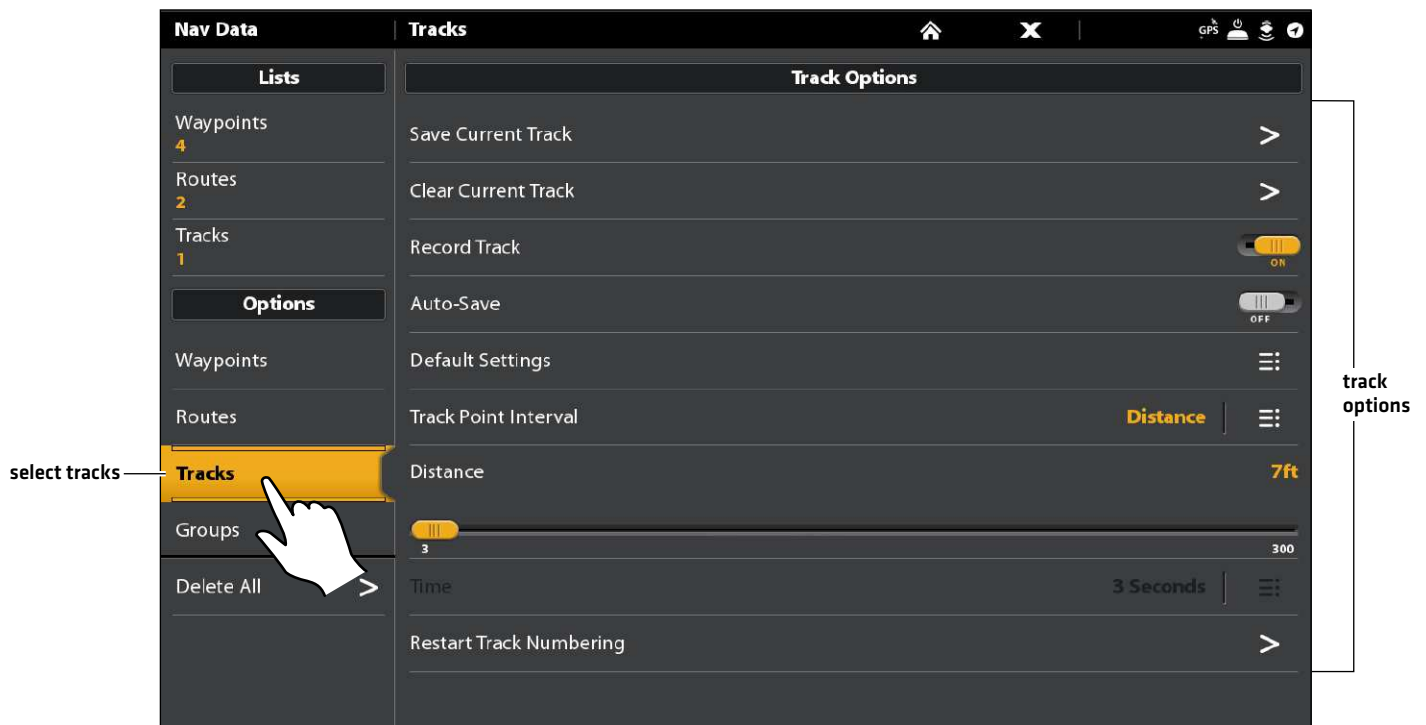 Nav Data
Tracks
GPS
Lists
Track Options
Waypoints
4
Save Current Track
Routes
2
Clear Current Track
Tracks
1
Record Track
ON
Options
Auto-Save
OFF
Waypoints
Default Settings
Routes
Track Point Interval
Distance
track
options
select tracks
Tracks
Distance
7ft
Groups
3
300
Delete All
Time
3 Seconds
Restart Track Numbering